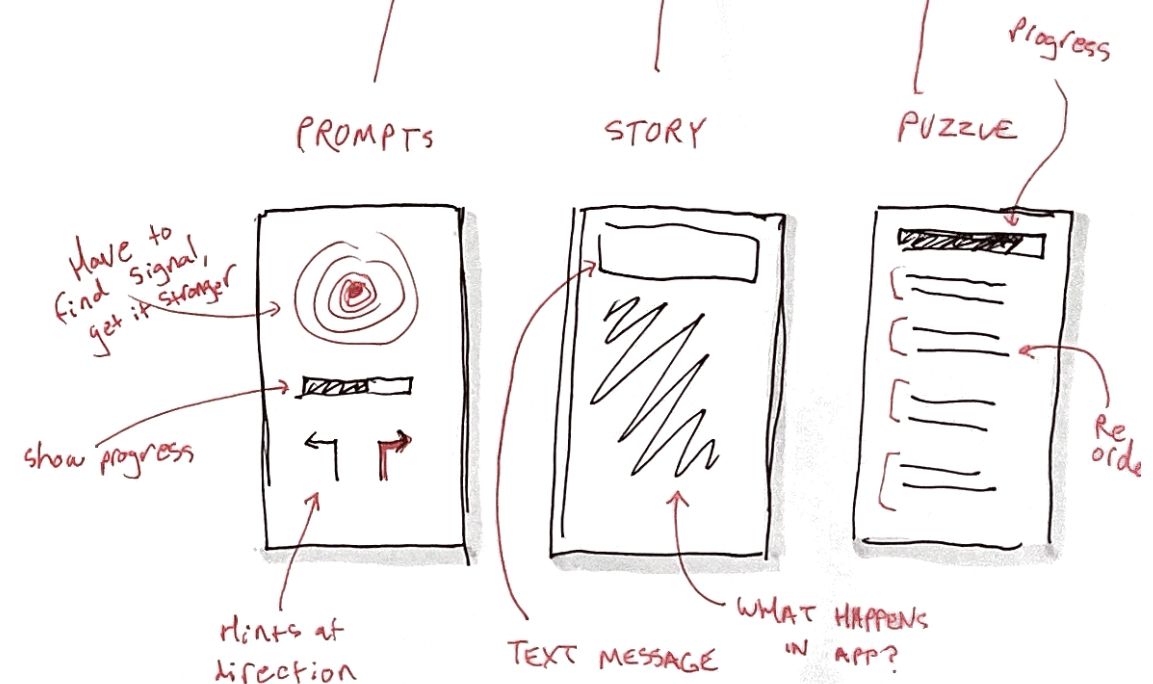 Progress
PROMPTS
STORY
PUZZLE
Have to
find signal,
get it stronger
show progress
Re
orde
Hints at
direction
TEXT MESSAGE
WHAT HAPPENS
IN APP?